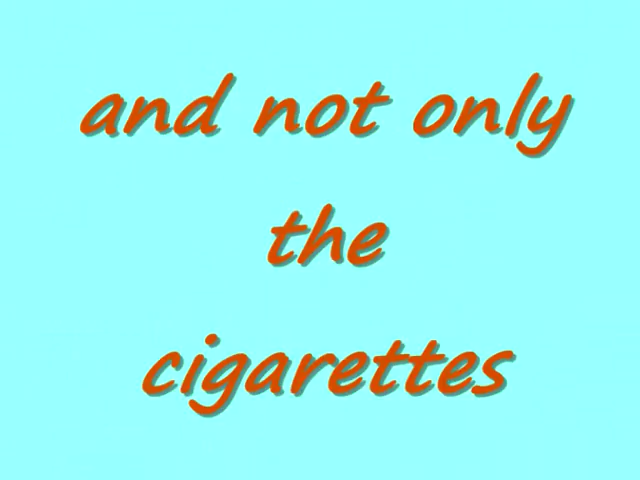 and not only
the
cigarettes